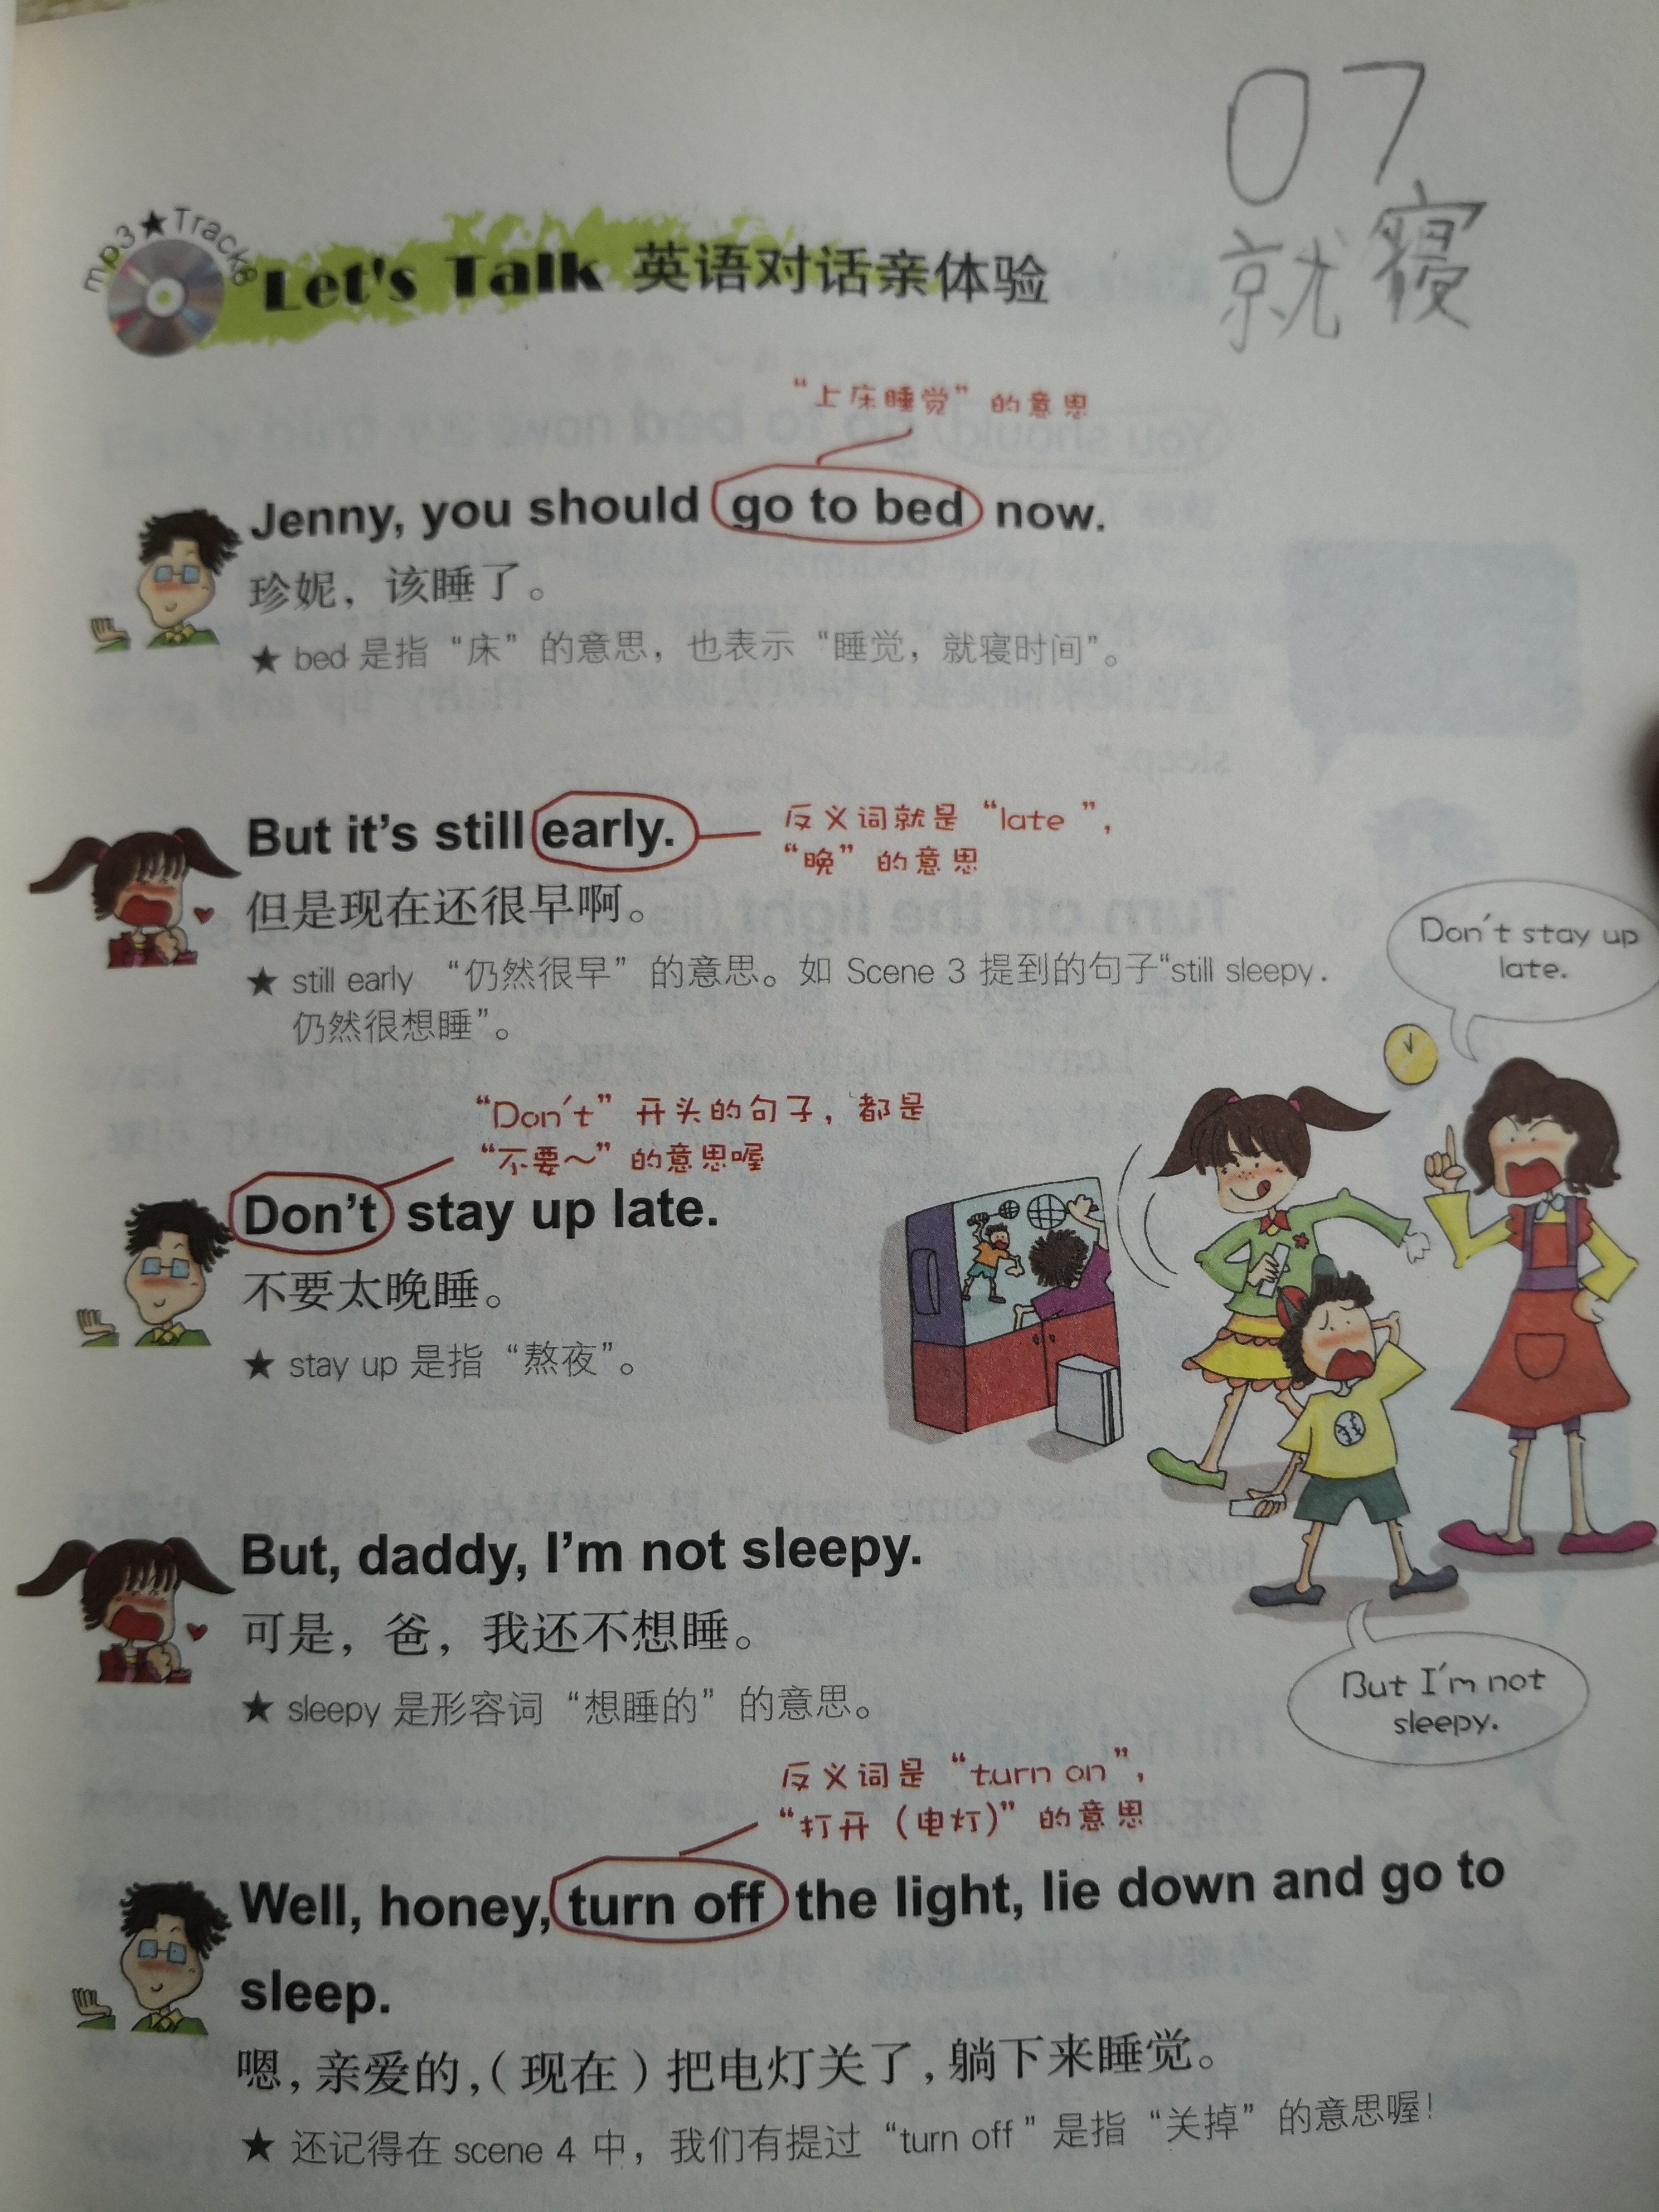 07
就寝
mp3★Track8
Let's Talk 英语对话亲体验
“上床睡觉”的意思
Jenny, you should go to bed now.
珍妮，该睡了。
★ bed 是指“床”的意思，也表示“睡觉，就寝时间”。
But it's still early.
反义词就是“late ”，
“晚”的意思
但是现在还很早啊。
★ still early “仍然很早”的意思。如 Scene 3 提到的句子“still sleepy.
仍然很想睡”。
Don't stay up
late.
“Don't”开头的句子，都是
“不要～”的意思喔
Don't stay up late.
不要太晚睡。
★ stay up 是指“熬夜”。
But, daddy, I'm not sleepy.
可是，爸，我还不想睡。
★ sleepy 是形容词“想睡的”的意思。
But I'm not
sleepy.
反义词是“turn on”，
“打开（电灯）”的意思
Well, honey, turn off the light, lie down and go to
sleep.
嗯，亲爱的，（现在）把电灯关了，躺下来睡觉。
★ 还记得在 scene 4 中，我们有提过“turn off ”是指“关掉”的意思喔！